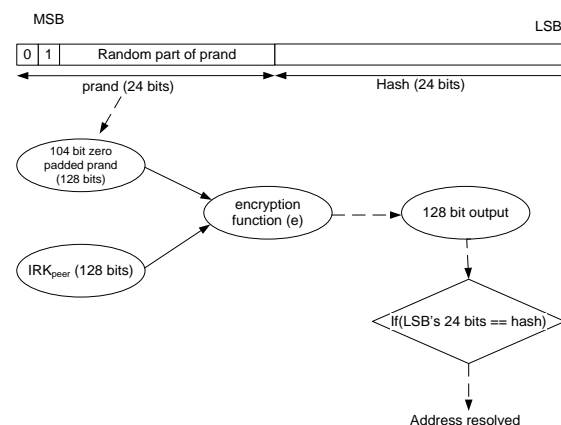 MSB
LSB
0 1 Random part of prand
prand (24 bits)
Hash (24 bits)
104 bit zero
padded prand
(128 bits)
encryption
function (e)
128 bit output
IRKpeer (128 bits)
If(LSB's 24 bits == hash)
Address resolved